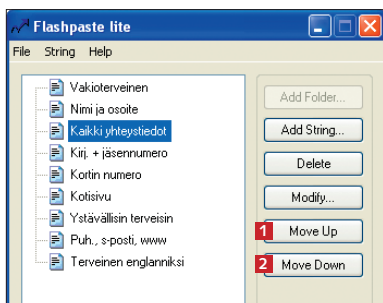 Flashpaste lite
File String Help
Vakioterveinen
Nimi ja osoite
Kaikki yhteystiedot
Kirj. + jäsennumero
Kortin numero
Kotisivu
Ystävällisin terveisin
Puh., s-posti, www
Terveinen englanniksi
Add Folder...
Add String...
Delete
Modify...
1 Move Up
2 Move Down